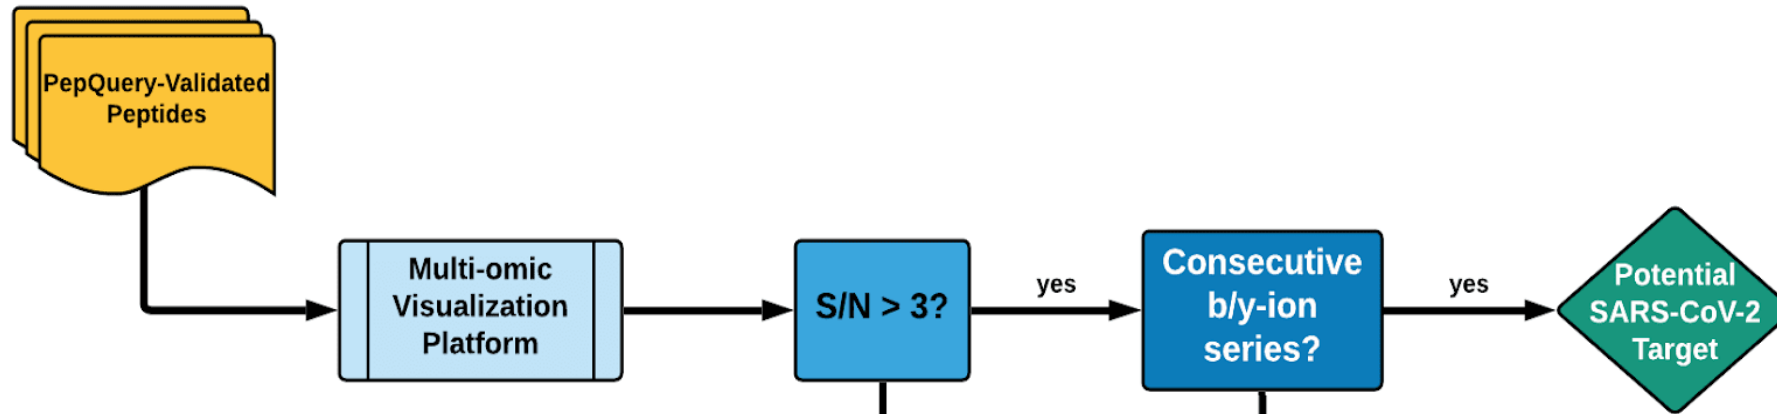 PepQuery-Validated
Peptides
Multi-omic
Visualization
Platform
S/N > 3?
yes
Consecutive
b/y-ion
series?
yes
Potential
SARS-CoV-2
Target